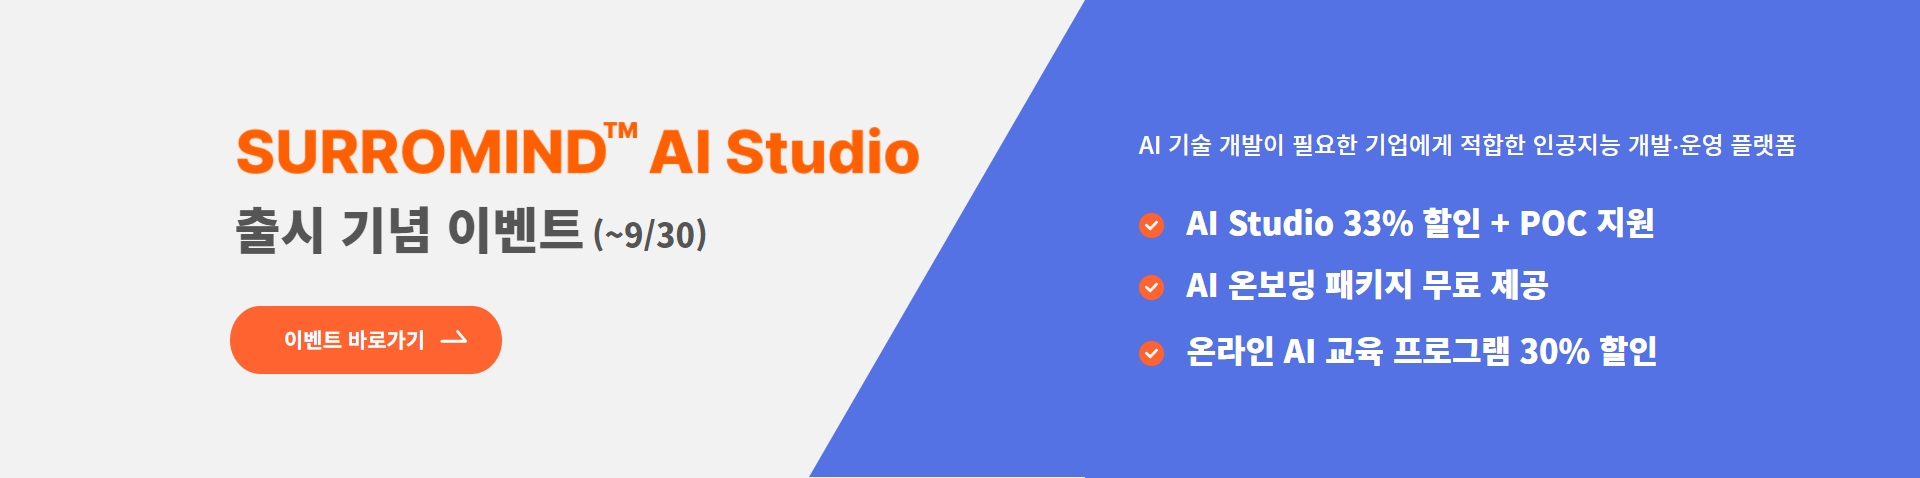 SURROMIND™ AI Studio
출시 기념 이벤트 (~9/30)
이벤트 바로가기
AI 기술 개발이 필요한 기업에게 적합한 인공지능 개발·운영 플랫폼
AI Studio 33% 할인 + POC 지원
AI 온보딩 패키지 무료 제공
온라인 AI 교육 프로그램 30% 할인